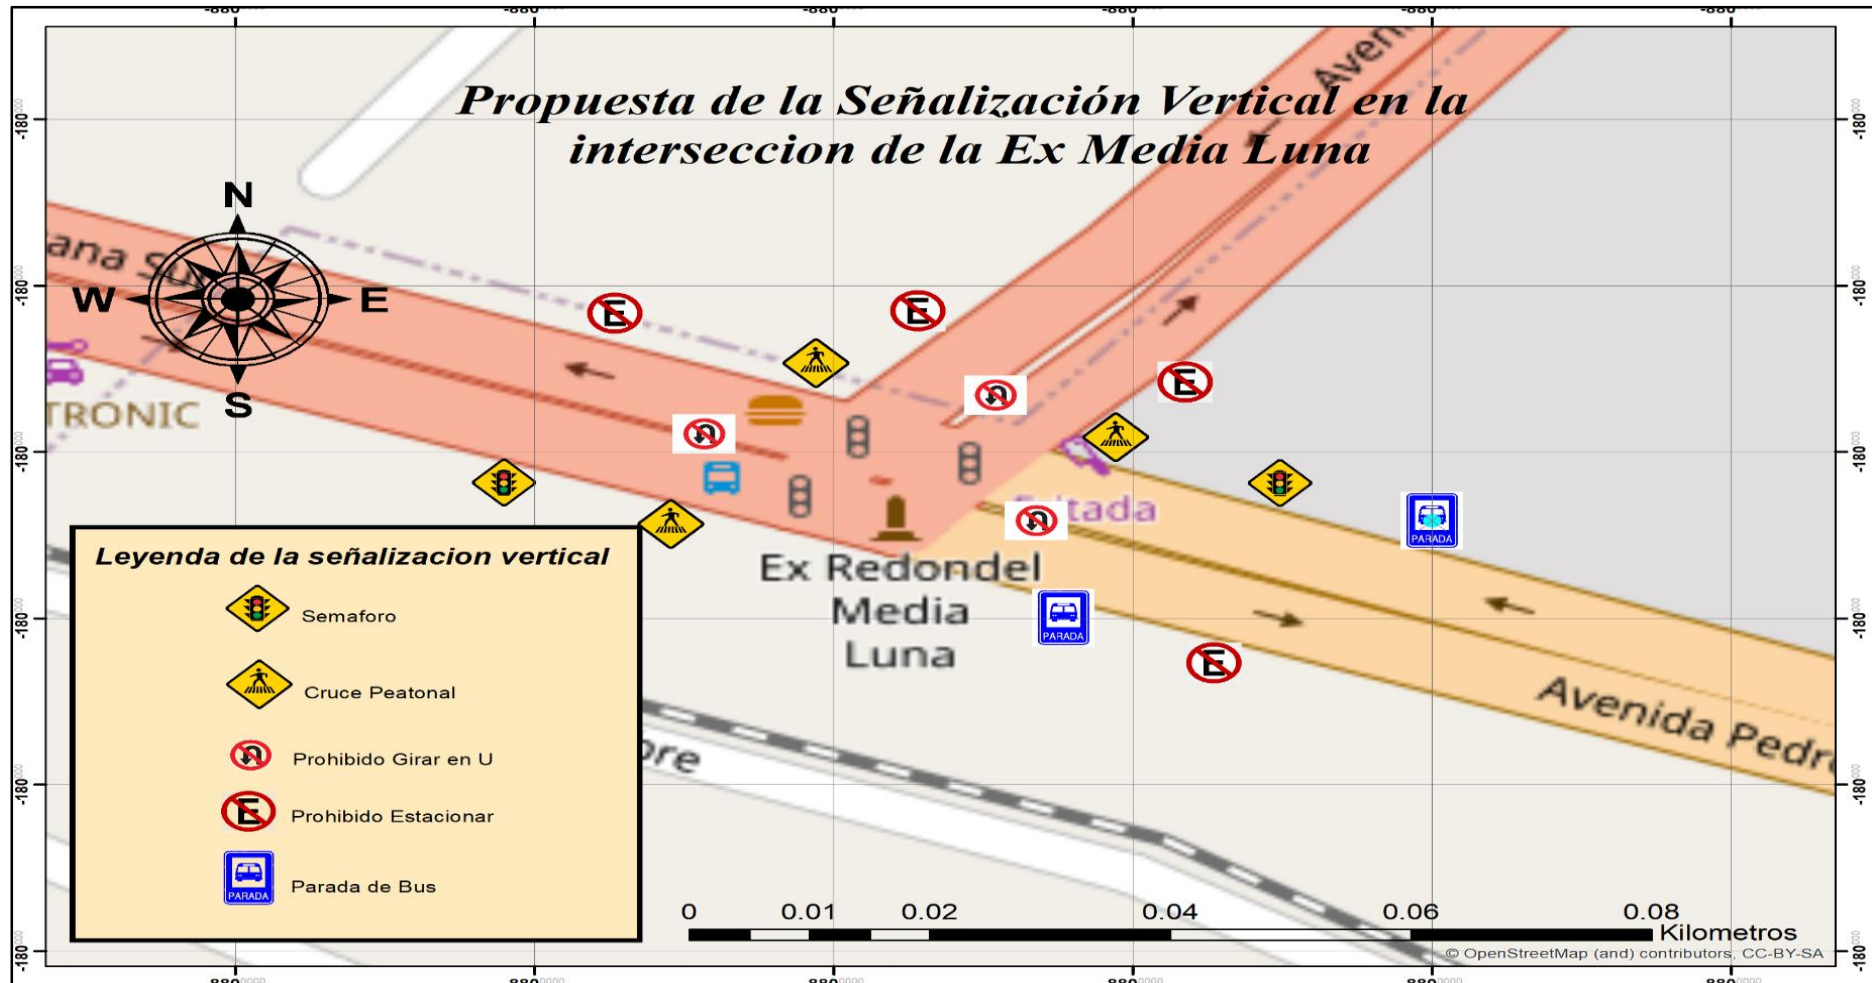 Propuesta de la Señalización Vertical en la
interseccion de la Ex Media Luna
N
W
E
S
TRONIC
Ex Redondel
Media
Luna
PARADA
PARADA
Avenida
Leyenda de la señalizacion vertical
Semaforo
Cruce Peatonal
Prohibido Girar en U
E
Prohibido Estacionar
PARADA
Parada de Bus
0 0.01 0.02 0.04 0.06 0.08
Kilometros
© OpenStreetMap (and) contributors, CC-BY-SA